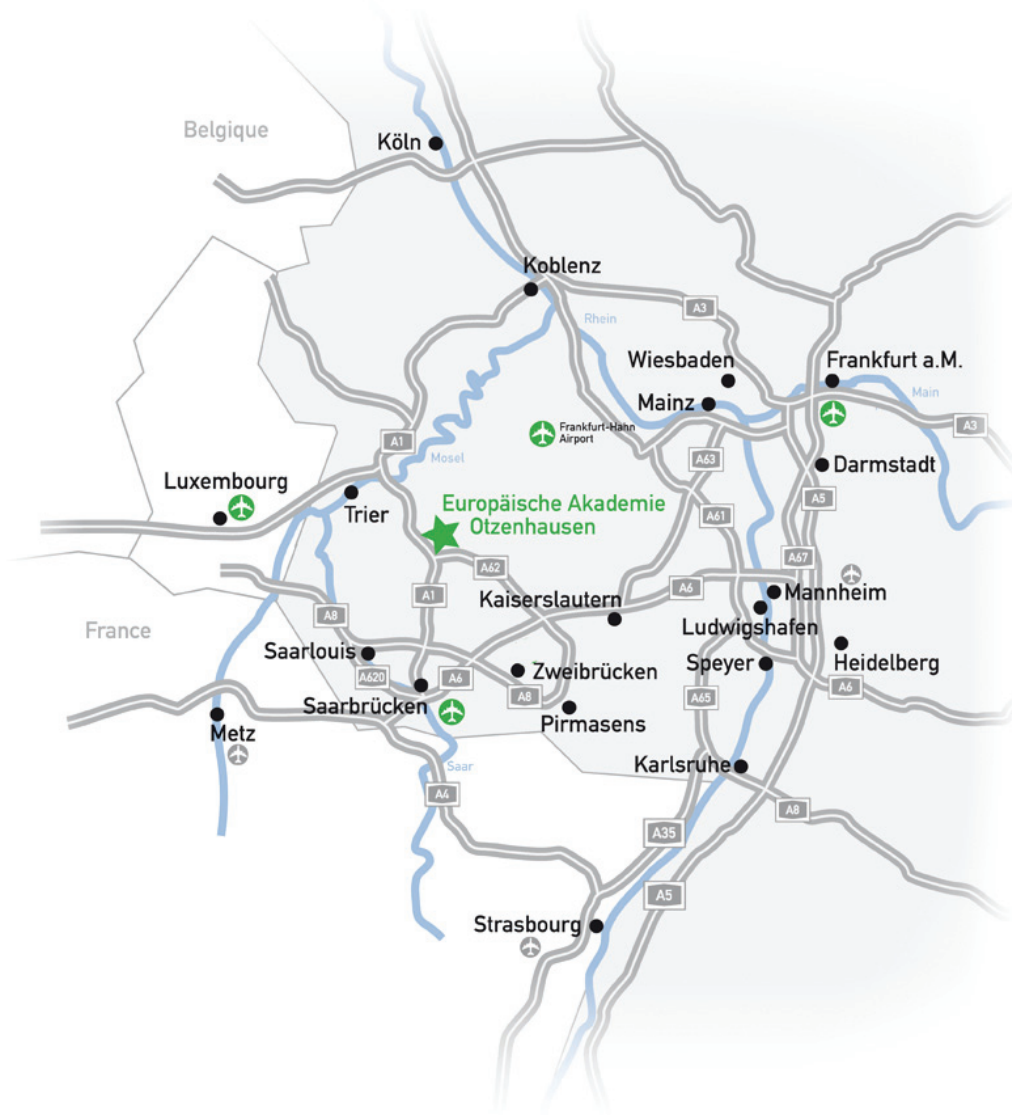 Belgique
Köln
Koblenz
A3
Rhein
Wiesbaden
Frankfurt a.M.
Mainz
Main
A1
Frankfurt-Hahn
Airport
A3
Mosel
A63
Darmstadt
Luxembourg
Trier
Europäische Akademie
Otzenhausen
A5
A61
A67
A62
A1
A6
Mannheim
Kaiserslautern
A8
Ludwigshafen
France
Saarlouis
Zweibrücken
Speyer
Heidelberg
A620
A6
A8
A65
A6
Saarbrücken
Pirmasens
Metz
Karlsruhe
Saar
A4
A8
A35
A5
Strasbourg